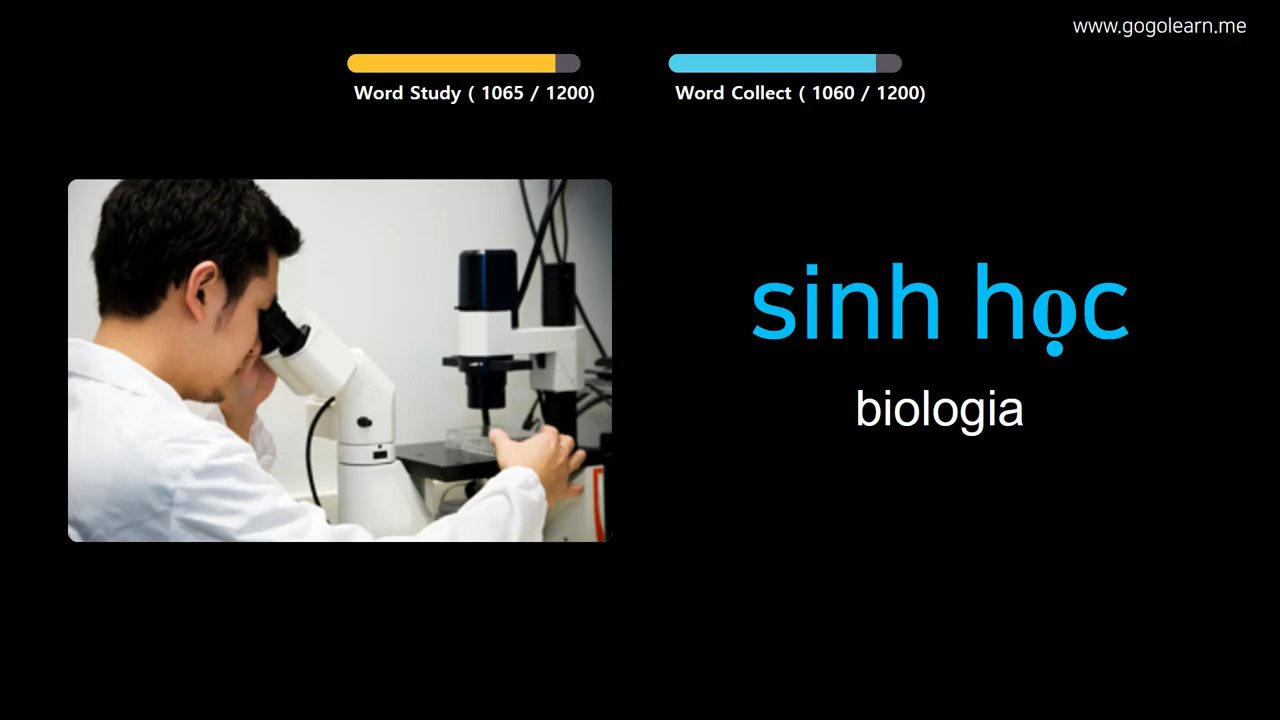 www.gogolearn.me
Word Study ( 1065 / 1200)
Word Collect ( 1060 / 1200)
sinh học
biologia